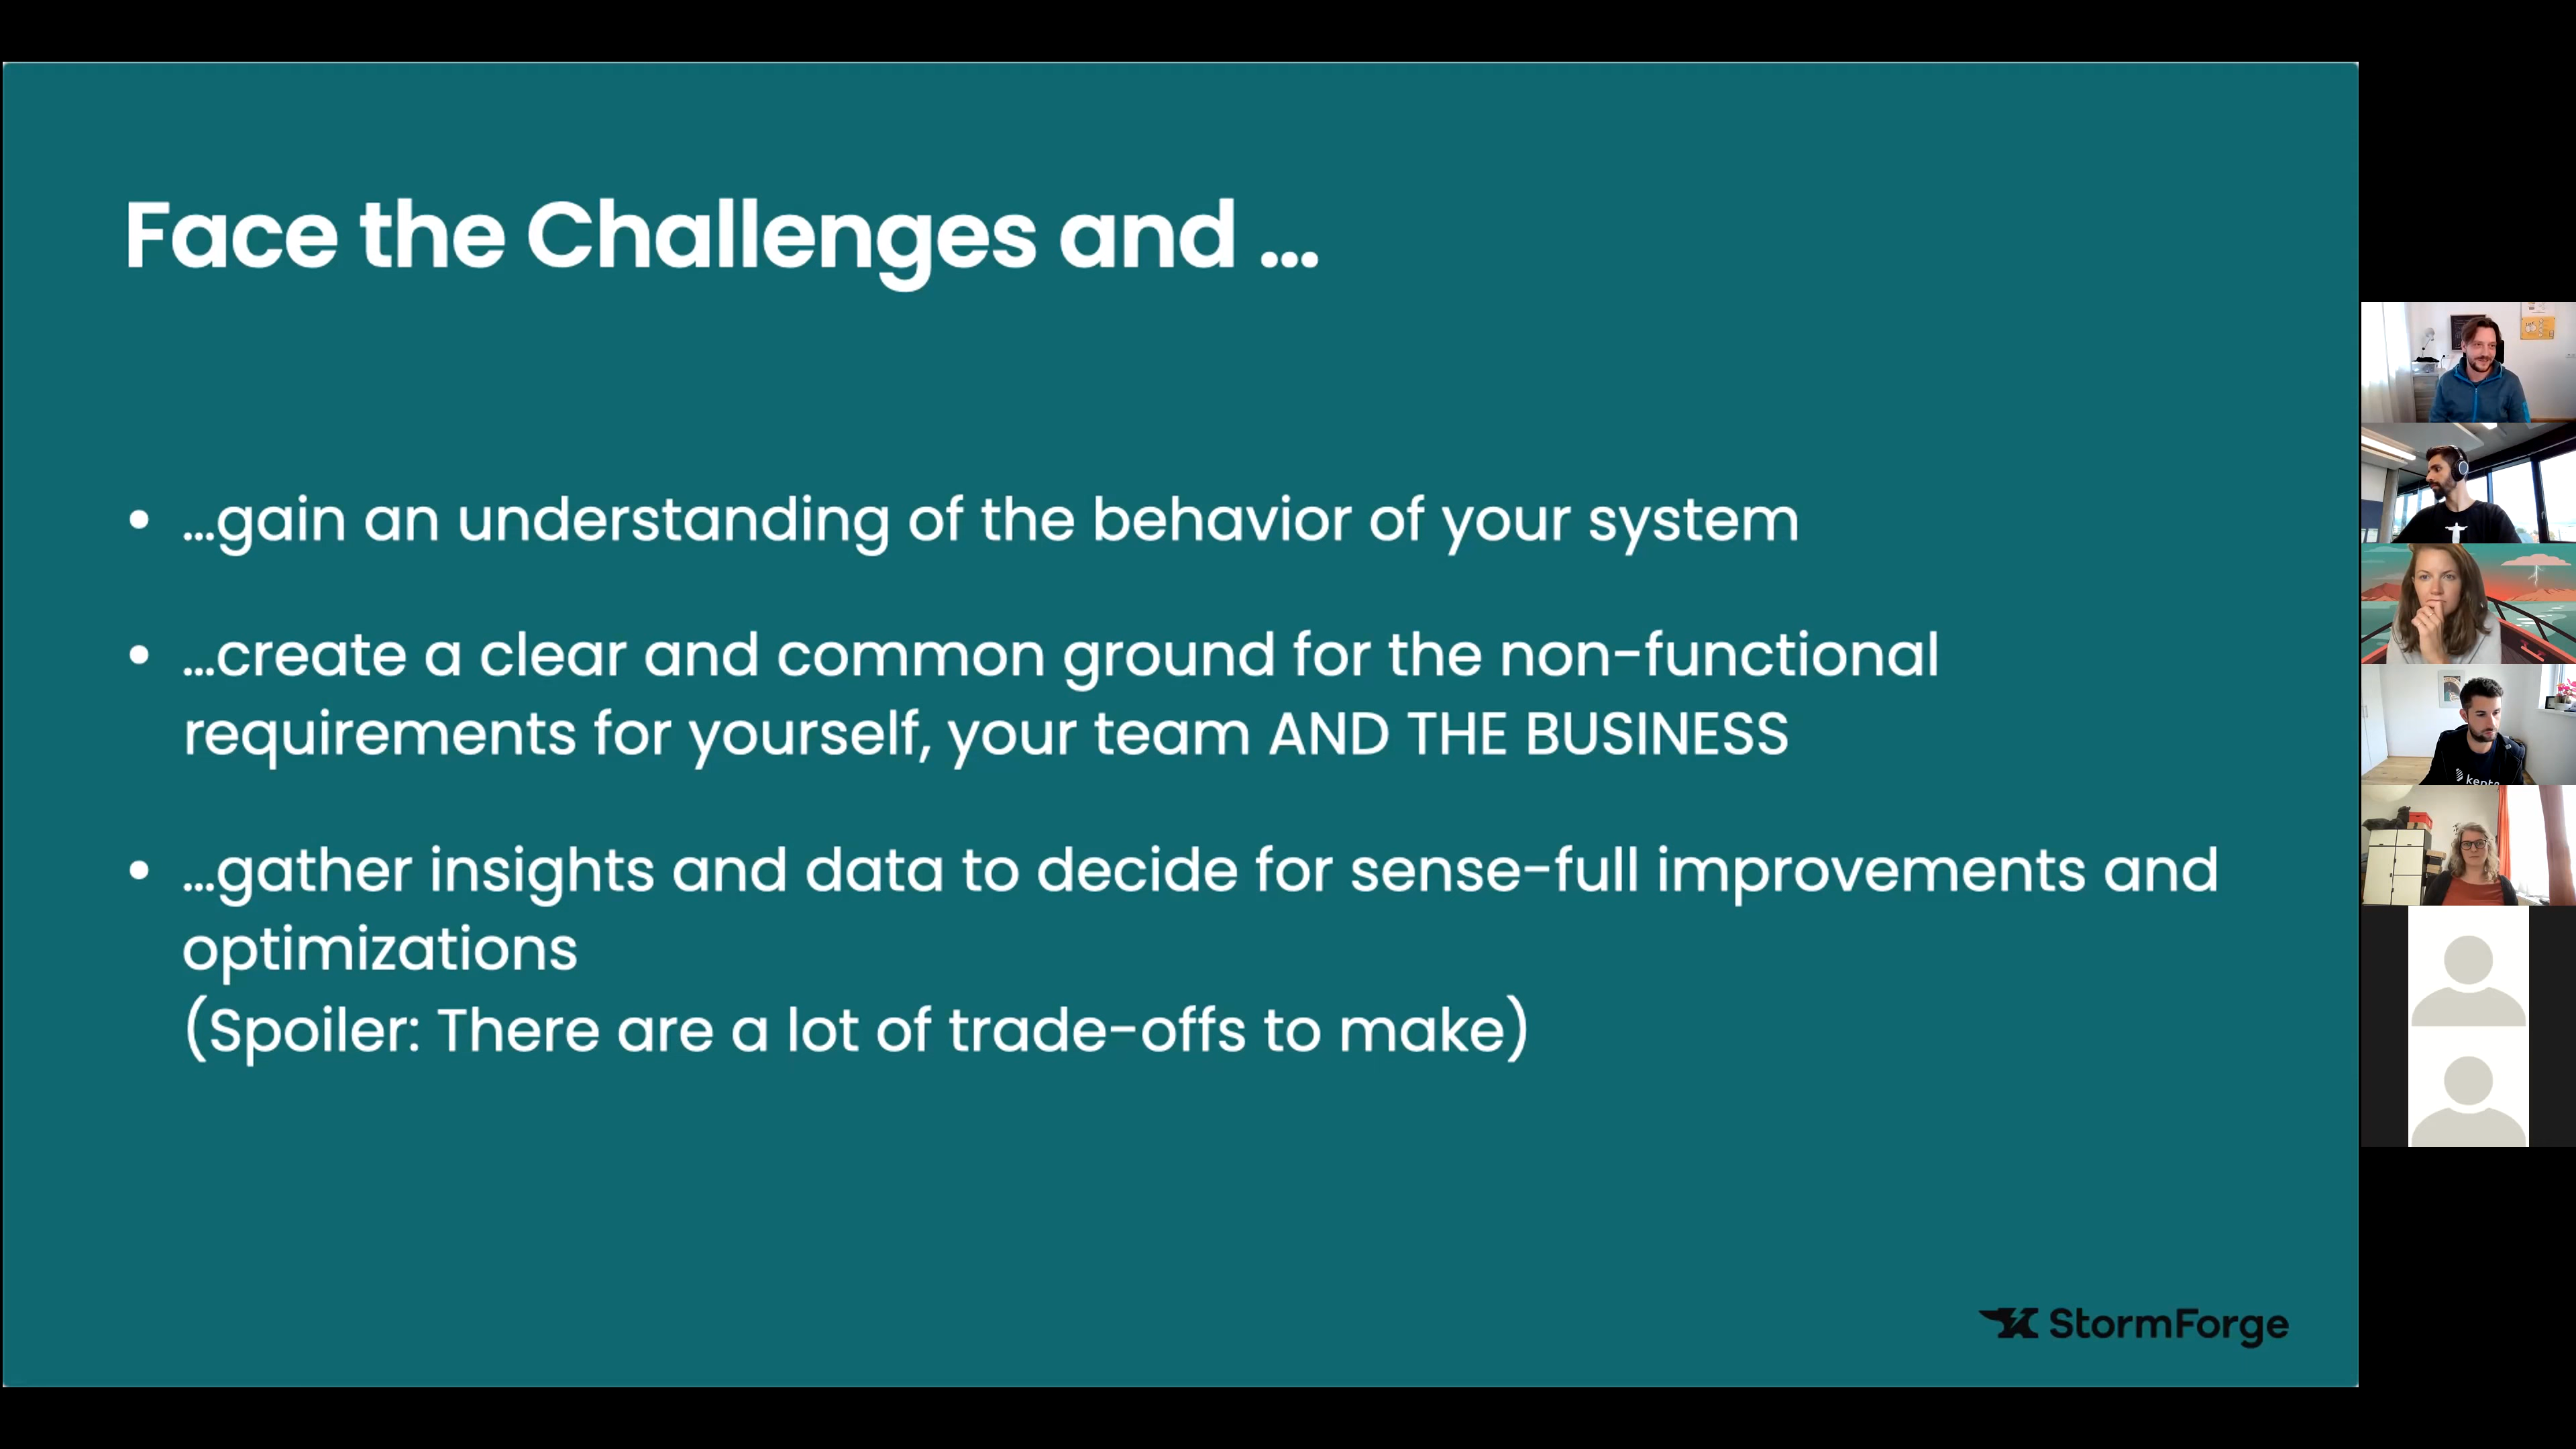 Face the Challenges and ...
• ...gain an understanding of the behavior of your system
• ...create a clear and common ground for the non-functional
requirements for yourself, your team AND THE BUSINESS
• ...gather insights and data to decide for sense-full improvements and
optimizations
(Spoiler: There are a lot of trade-offs to make)
StormForge